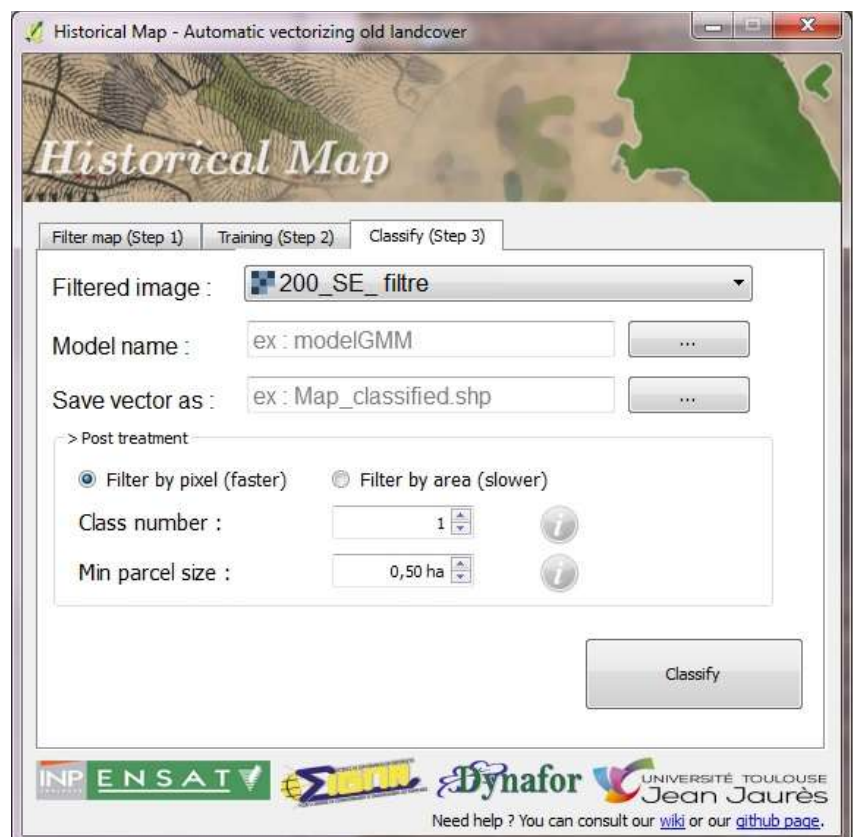 Historical Map - Automatic vectorizing old landcover
Historical Map
Filter map (Step 1) Training (Step 2) Classify (Step 3)
Filtered image : 200_SE_ filtre
Model name : ex : modelGMM ...
Save vector as : ex : Map_classified.shp ...
> Post treatment
Filter by pixel (faster) Filter by area (slower)
Class number : 1 i
Min parcel size : 0,50 ha i
Classify
INP ENSAT Dynafor UNIVERSITÉ TOULOUSE
Jean Jaurès
Need help ? You can consult our wiki or our github page.